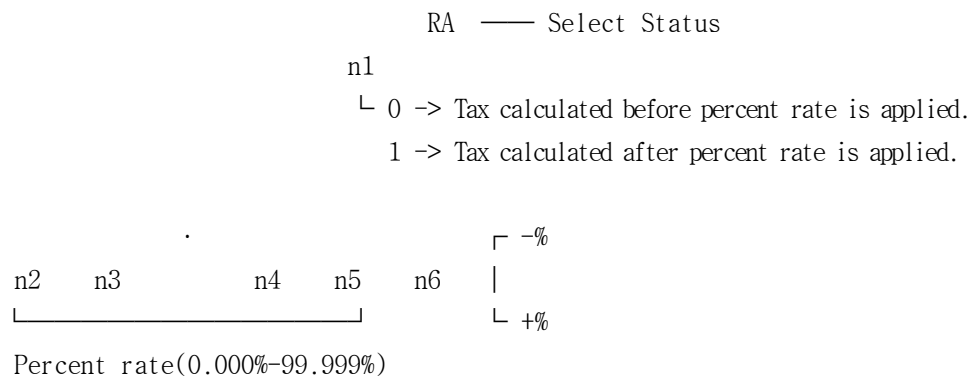 RA ── Select Status
n1
└ 0 -> Tax calculated before percent rate is applied.
1 -> Tax calculated after percent rate is applied.
. ┌ -%
n2 n3 n4 n5 n6 |
└────────────┘ └ +%
Percent rate(0.000%-99.999%)